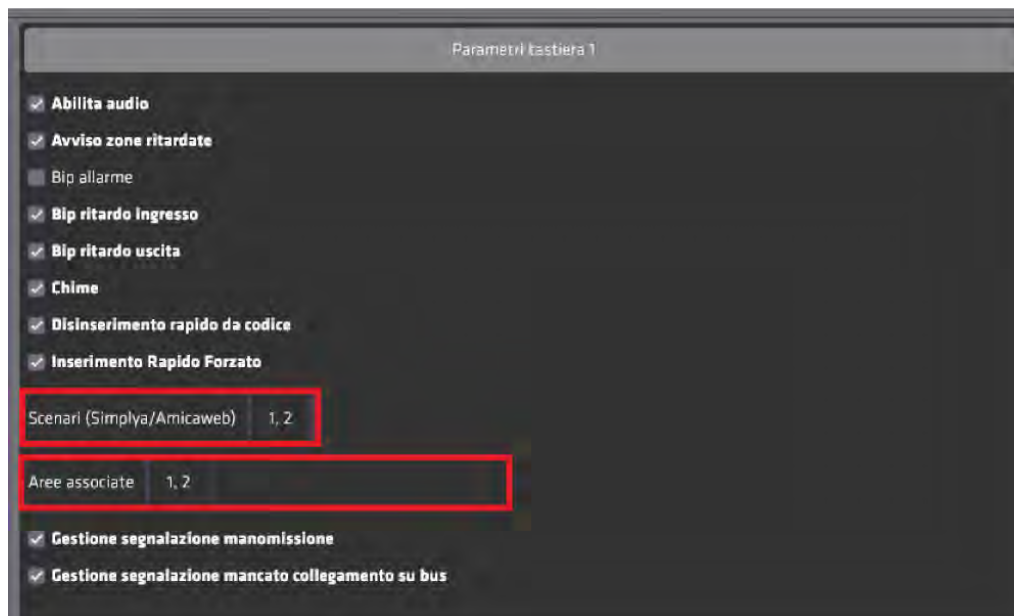 Parametri tastiera 1
Abilita audio
Avviso zone ritardate
Bip allarme
Bip ritardo ingresso
Bip ritardo uscita
Chime
Disinserimento rapido da codice
Inserimento Rapido Forzato
Scenari (Simplya/Amicaweb) 1, 2
Aree associate 1, 2
Gestione segnalazione manomissione
Gestione segnalazione mancato collegamento su bus